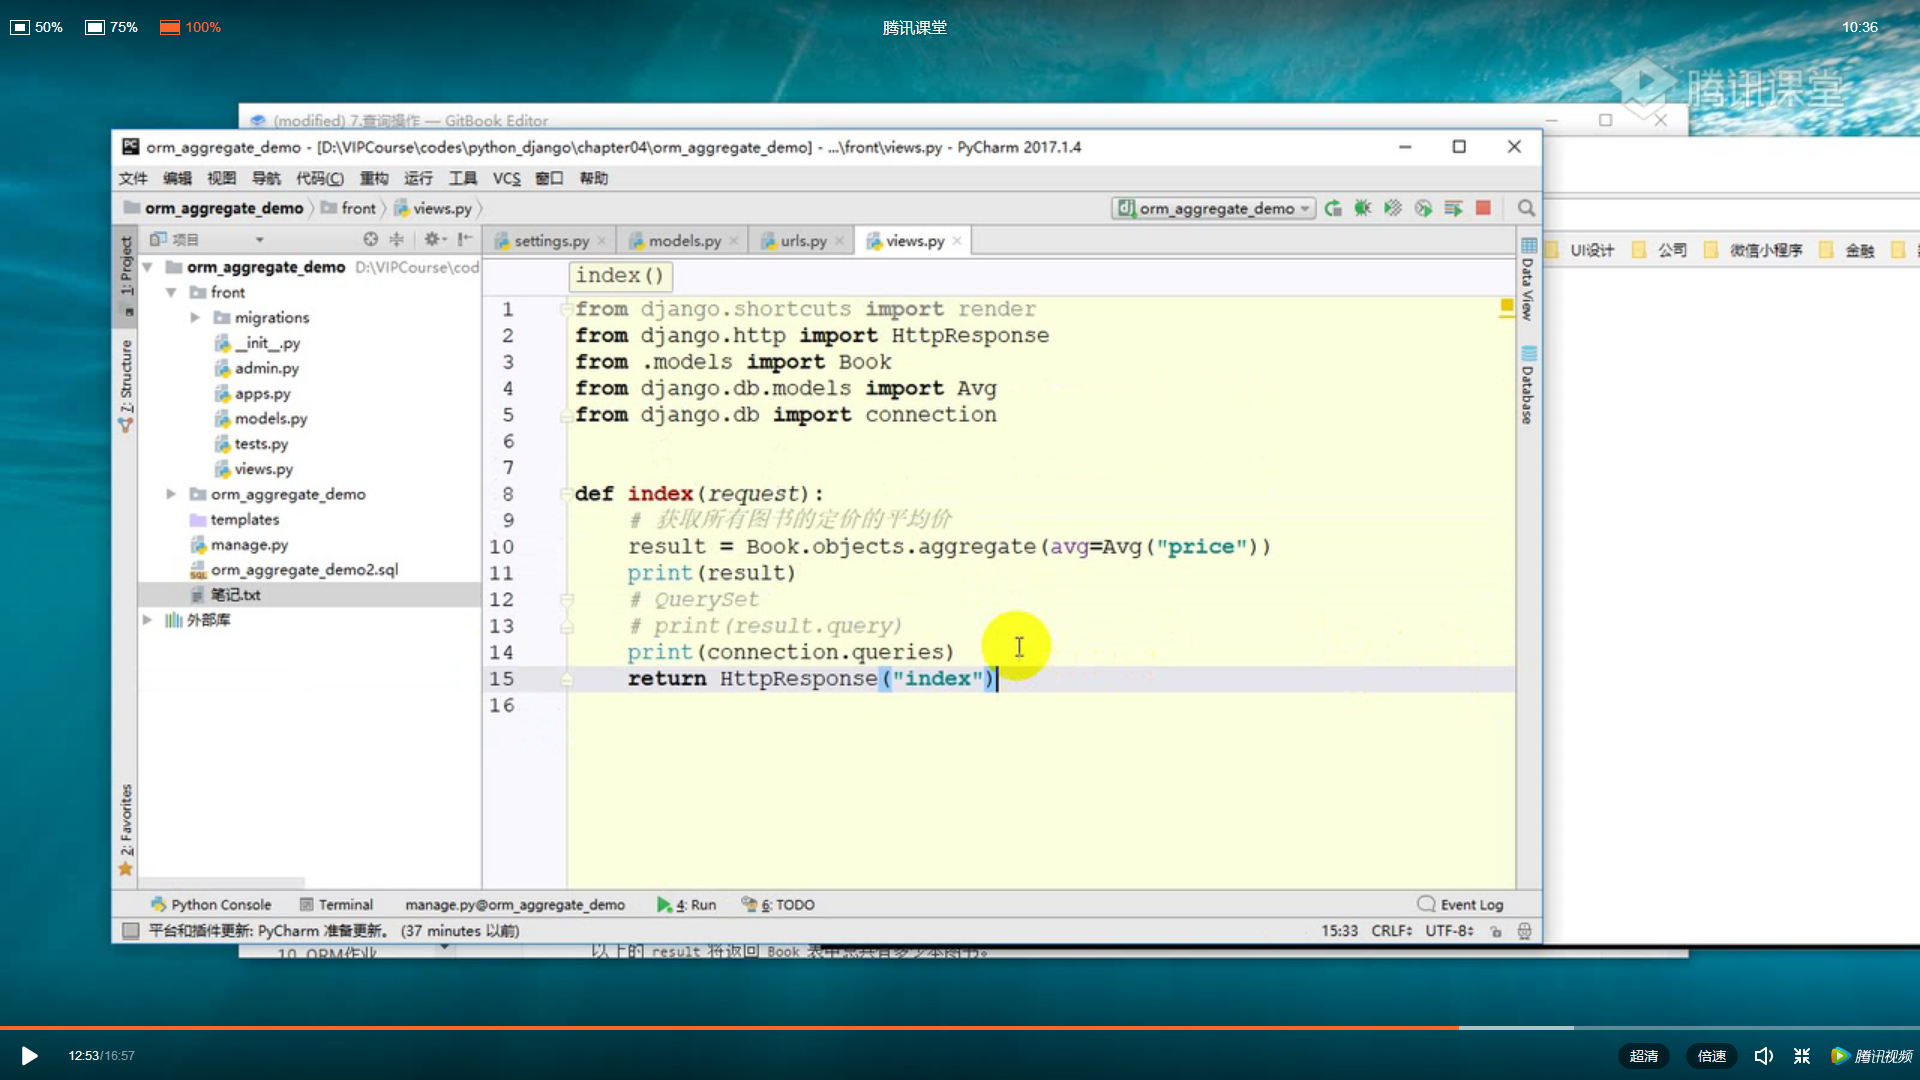 50% 75% 100% 腾讯课堂 10:36
腾讯课堂
(modified) 7.查询操作 — GitBook Editor
orm_aggregate_demo - [D:\VIPCourse\codes\python_django\chapter04\orm_aggregate_demo] - ...\front\views.py - PyCharm 2017.1.4
文件 编辑 视图 导航 代码(C) 重构 运行 工具 VCS 窗口 帮助
orm_aggregate_demo front views.py orm_aggregate_demo
项目 settings.py models.py urls.py views.py
UI设计 公司 微信小程序 金融
1: Project
7: Structure
2: Favorites
Data View
Database
orm_aggregate_demo D:\VIPCourse\cod
front
migrations
__init__.py
admin.py
apps.py
models.py
tests.py
views.py
orm_aggregate_demo
templates
manage.py
orm_aggregate_demo2.sql
笔记.txt
外部库
index()
1 from django.shortcuts import render
2 from django.http import HttpResponse
3 from .models import Book
4 from django.db.models import Avg
5 from django.db import connection
6
7
8 def index(request):
9 # 获取所有图书的定价的平均价
10 result = Book.objects.aggregate(avg=Avg("price"))
11 print(result)
12 # QuerySet
13 # print(result.query)
14 print(connection.queries)
15 return HttpResponse("index")
16
Python Console Terminal manage.py@orm_aggregate_demo 4: Run 6: TODO Event Log
平台和插件更新: PyCharm 准备更新。 (37 minutes 以前) 15:33 CRLF UTF-8
10. ORM作业 以上的 result 将返回 Book 表中总共有多少本图书。
12:53/16:57 超清 倍速 腾讯视频